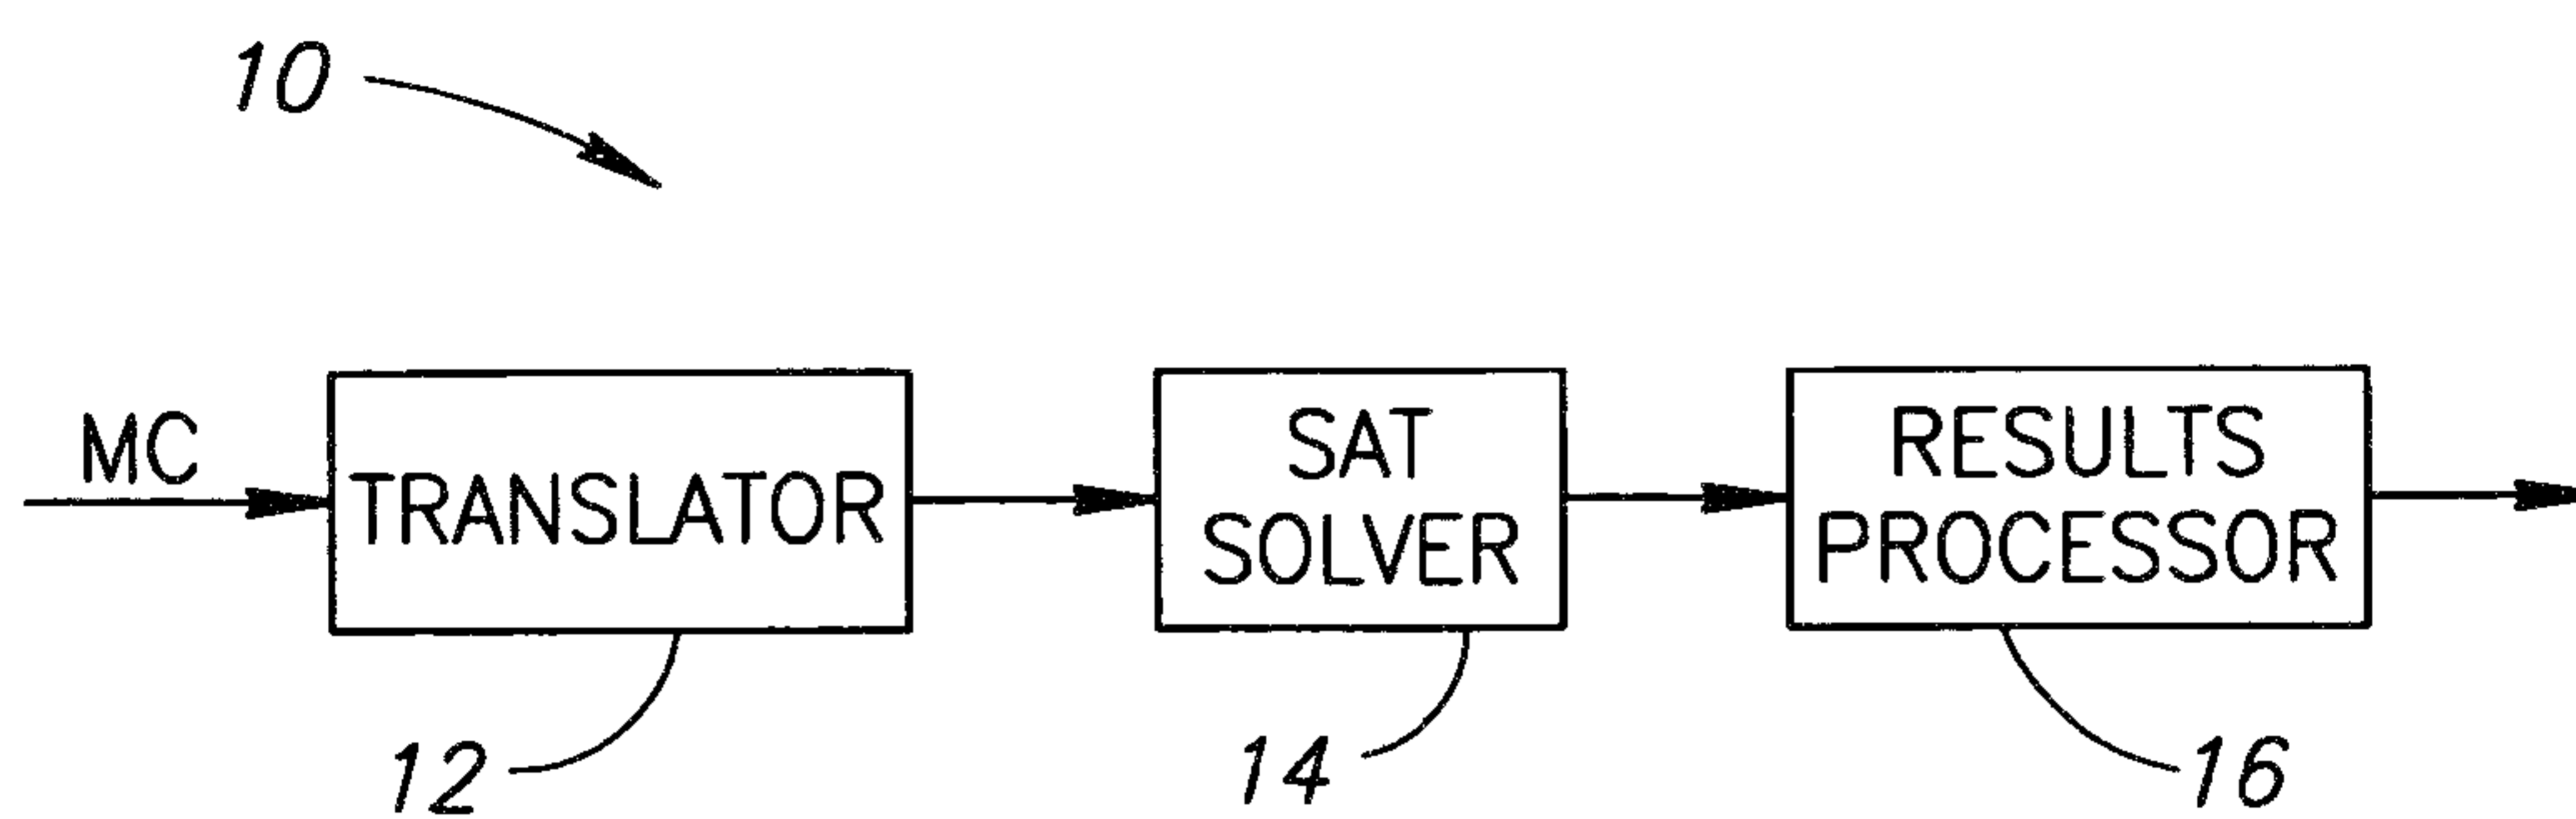 10
MC
TRANSLATOR
SAT
SOLVER
RESULTS
PROCESSOR
12
14
16